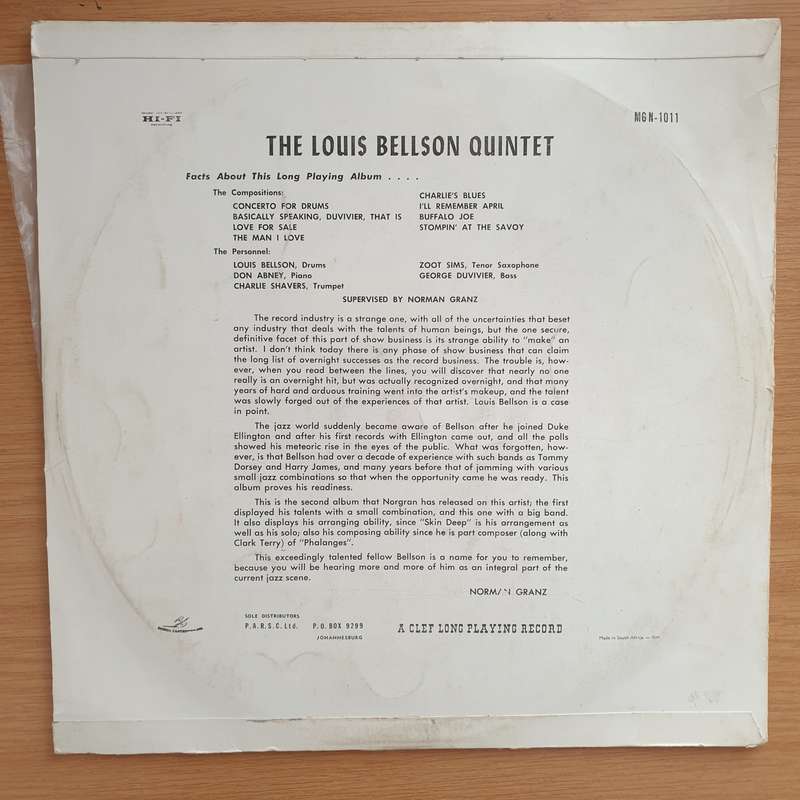 HI-FI
MGN-1011
THE LOUIS BELLSON QUINTET
Facts About This Long Playing Album . . . .
The Compositions:
CONCERTO FOR DRUMS
BASICALLY SPEAKING, DUVIVIER, THAT IS
LOVE FOR SALE
THE MAN I LOVE
CHARLIE'S BLUES
I'LL REMEMBER APRIL
BUFFALO JOE
STOMPIN' AT THE SAVOY
The Personnel:
LOUIS BELLSON, Drums
DON ABNEY, Piano
CHARLIE SHAVERS, Trumpet
ZOOT SIMS, Tenor Saxophone
GEORGE DUVIVIER, Bass
SUPERVISED BY NORMAN GRANZ
The record industry is a strange one, with all of the uncertainties that beset
any industry that deals with the talents of human beings, but the one secure,
definitive facet of this part of show business is its strange ability to "make" an
artist. I don't think today there is any phase of show business that can claim
the long list of overnight successes as the record business. The trouble is, how-
ever, when you read between the lines, you will discover that nearly no one
really is an overnight hit, but was actually recognized overnight, and that many
years of hard and arduous training went into the artist's makeup, and the talent
was slowly forged out of the experiences of that artist. Louis Bellson is a case
in point.
The jazz world suddenly became aware of Bellson after he joined Duke
Ellington and after his first records with Ellington came out, and all the polls
showed his meteoric rise in the eyes of the public. What was forgotten, how-
ever, is that Bellson had over a decade of experience with such bands as Tommy
Dorsey and Harry James, and many years before that of jamming with various
small jazz combinations so that when the opportunity came he was ready. This
album proves his readiness.
This is the second album that Norgran has released on this artist; the first
displayed his talents with a small combination, and this one with a big band.
It also displays his arranging ability, since "Skin Deep" is his arrangement as
well as his solo; also his composing ability since he is part composer (along with
Clark Terry) of "Phalanges".
This exceedingly talented fellow Bellson is a name for you to remember,
because you will be hearing more and more of him as an integral part of the
current jazz scene.
NORMAN GRANZ
SOLE DISTRIBUTORS
P.A.R.S.C. Ltd. P.O. BOX 9299
JOHANNESBURG
A CLEF LONG PLAYING RECORD
Made in South Africa